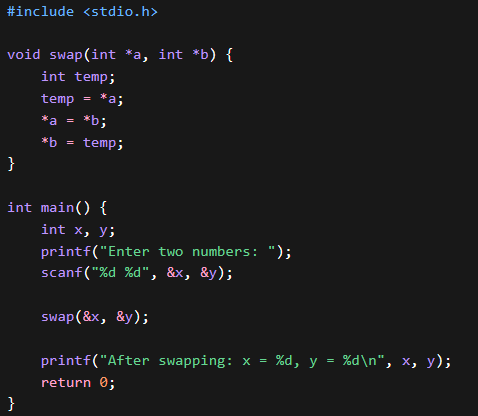 #include <stdio.h>

void swap(int *a, int *b) {
    int temp;
    temp = *a;
    *a = *b;
    *b = temp;
}

int main() {
    int x, y;
    printf("Enter two numbers: ");
    scanf("%d %d", &x, &y);

    swap(&x, &y);

    printf("After swapping: x = %d, y = %d\n", x, y);
    return 0;
}